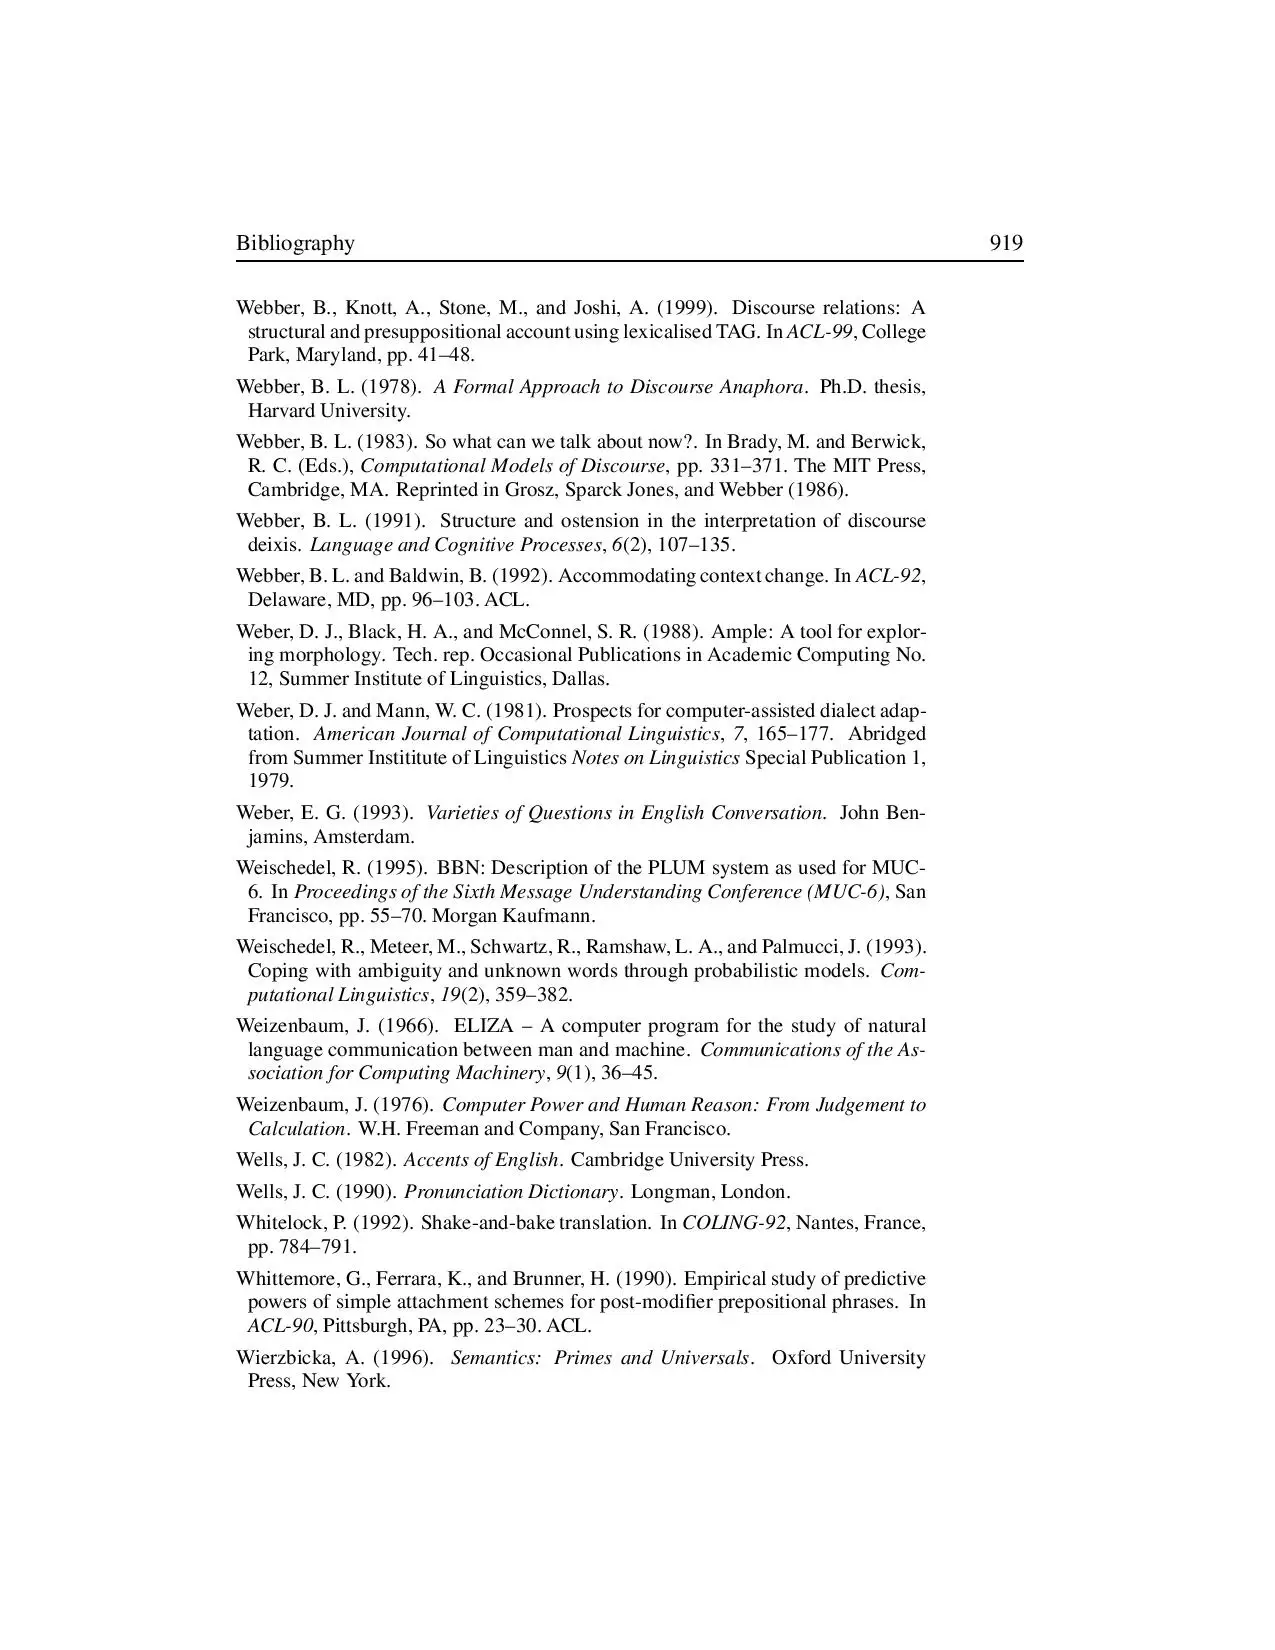 Bibliography 919
Webber, B., Knott, A., Stone, M., and Joshi, A. (1999). Discourse relations: A
structural and presuppositional account using lexicalised TAG. In ACL-99, College
Park, Maryland, pp. 41–48.
Webber, B. L. (1978). A Formal Approach to Discourse Anaphora. Ph.D. thesis,
Harvard University.
Webber, B. L. (1983). So what can we talk about now?. In Brady, M. and Berwick,
R. C. (Eds.), Computational Models of Discourse, pp. 331–371. The MIT Press,
Cambridge, MA. Reprinted in Grosz, Sparck Jones, and Webber (1986).
Webber, B. L. (1991). Structure and ostension in the interpretation of discourse
deixis. Language and Cognitive Processes, 6(2), 107–135.
Webber, B. L. and Baldwin, B. (1992). Accommodating context change. In ACL-92,
Delaware, MD, pp. 96–103. ACL.
Weber, D. J., Black, H. A., and McConnel, S. R. (1988). Ample: A tool for explor-
ing morphology. Tech. rep. Occasional Publications in Academic Computing No.
12, Summer Institute of Linguistics, Dallas.
Weber, D. J. and Mann, W. C. (1981). Prospects for computer-assisted dialect adap-
tation. American Journal of Computational Linguistics, 7, 165–177. Abridged
from Summer Instititute of Linguistics Notes on Linguistics Special Publication 1,
1979.
Weber, E. G. (1993). Varieties of Questions in English Conversation. John Ben-
jamins, Amsterdam.
Weischedel, R. (1995). BBN: Description of the PLUM system as used for MUC-
6. In Proceedings of the Sixth Message Understanding Conference (MUC-6), San
Francisco, pp. 55–70. Morgan Kaufmann.
Weischedel, R., Meteer, M., Schwartz, R., Ramshaw, L. A., and Palmucci, J. (1993).
Coping with ambiguity and unknown words through probabilistic models. Com-
putational Linguistics, 19(2), 359–382.
Weizenbaum, J. (1966). ELIZA – A computer program for the study of natural
language communication between man and machine. Communications of the As-
sociation for Computing Machinery, 9(1), 36–45.
Weizenbaum, J. (1976). Computer Power and Human Reason: From Judgement to
Calculation. W.H. Freeman and Company, San Francisco.
Wells, J. C. (1982). Accents of English. Cambridge University Press.
Wells, J. C. (1990). Pronunciation Dictionary. Longman, London.
Whitelock, P. (1992). Shake-and-bake translation. In COLING-92, Nantes, France,
pp. 784–791.
Whittemore, G., Ferrara, K., and Brunner, H. (1990). Empirical study of predictive
powers of simple attachment schemes for post-modifier prepositional phrases. In
ACL-90, Pittsburgh, PA, pp. 23–30. ACL.
Wierzbicka, A. (1996). Semantics: Primes and Universals. Oxford University
Press, New York.